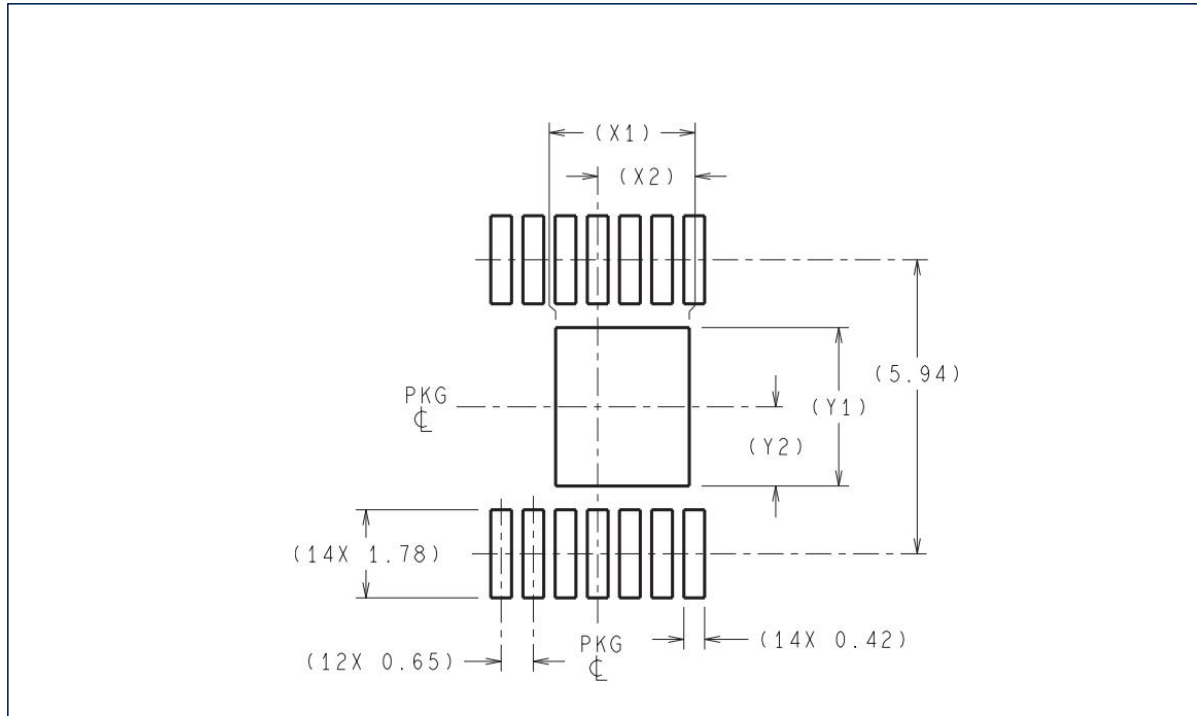 (X1)
(X2)
(5.94)
PKG
℄
(Y1)
(Y2)
(14X 1.78)
PKG
(14X 0.42)
(12X 0.65)
℄